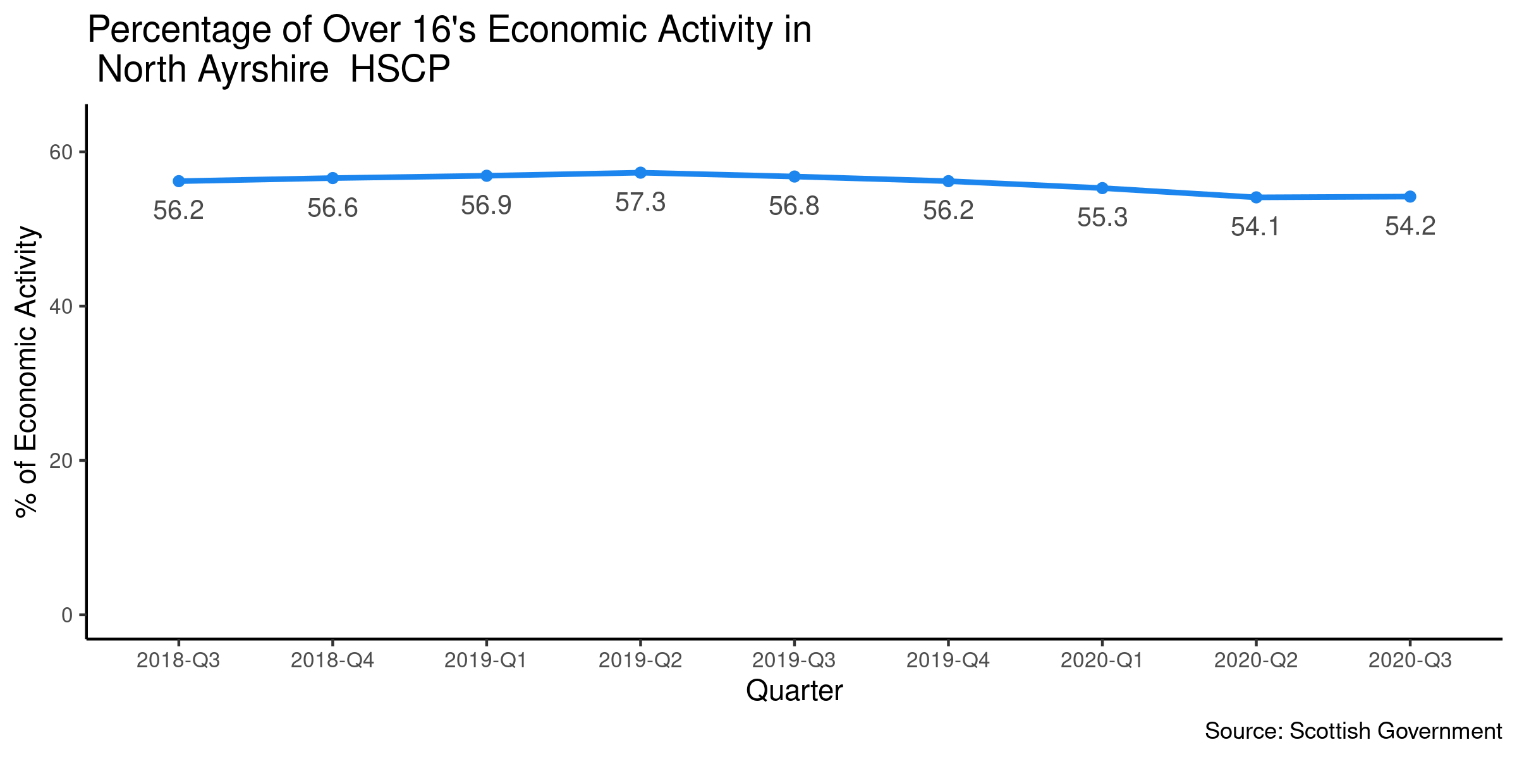 Percentage of Over 16's Economic Activity in
North Ayrshire  HSCP
% of Economic Activity
60
40
20
0
56.2
56.6
56.9
57.3
56.8
56.2
55.3
54.1
54.2
2018-Q3
2018-Q4
2019-Q1
2019-Q2
2019-Q3
2019-Q4
2020-Q1
2020-Q2
2020-Q3
Quarter
Source: Scottish Government